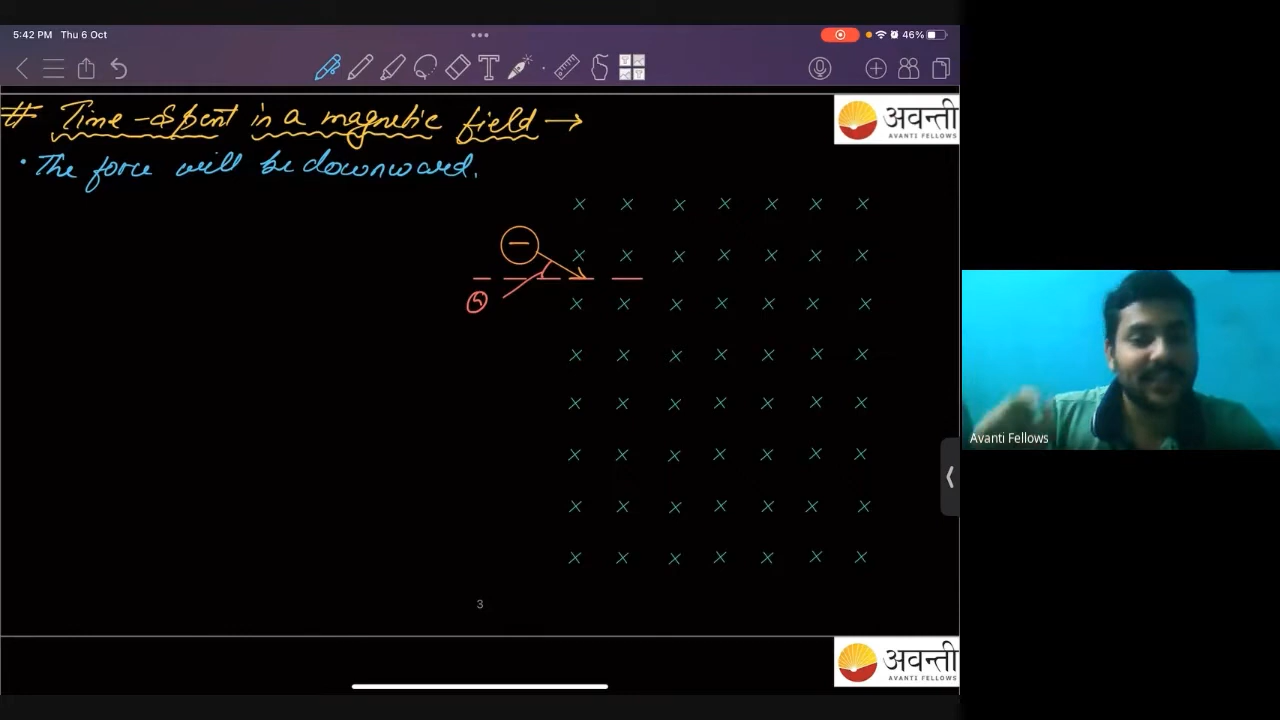 5:42 PM Thu 6 Oct
46%
# Time-Spent in a magnetic field →
अवन्ती
AVANTI FELLOWS
• The force will be downward.
× × × × × × ×
−
× × × × × × ×
× × × × × × ×
× × × × × × ×
× × × × × × ×
Avanti Fellows
× × × × × × ×
× × × × × × ×
× × × × × × ×
3
अवन्ती
AVANTI FELLOWS